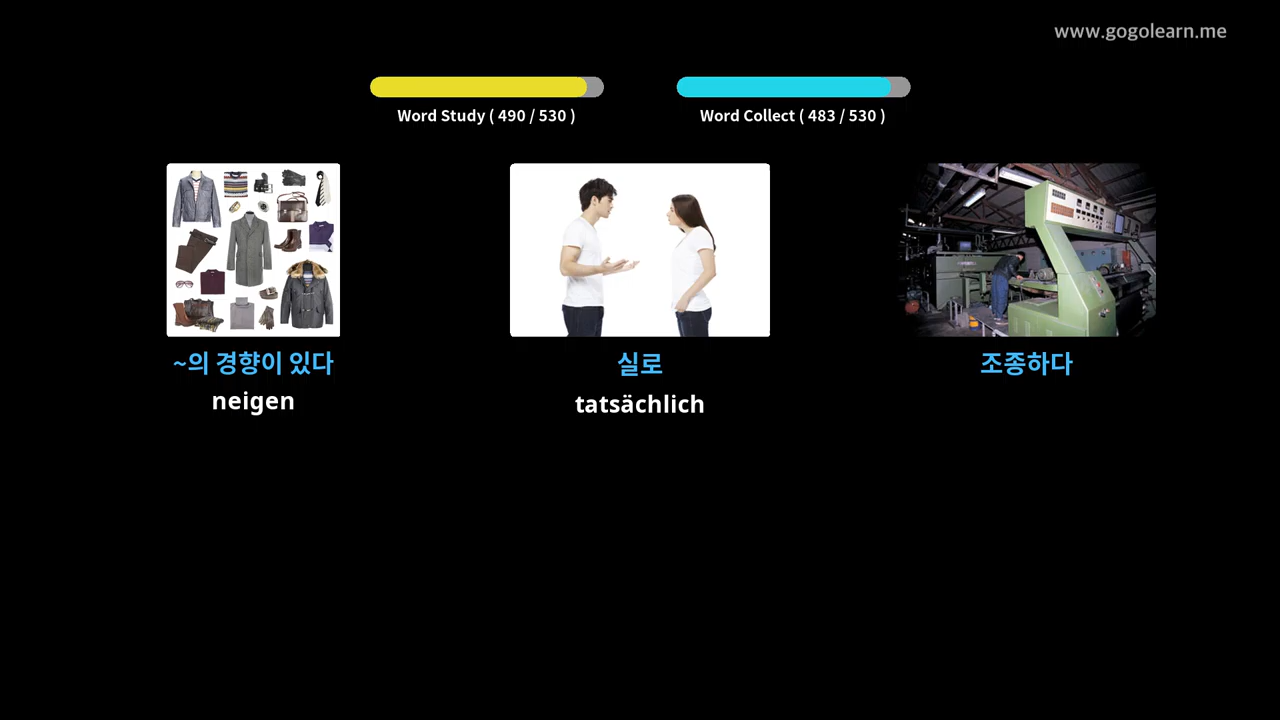 www.gogolearn.me
Word Study ( 490 / 530 )
Word Collect ( 483 / 530 )
~의 경향이 있다
neigen
실로
tatsächlich
조종하다